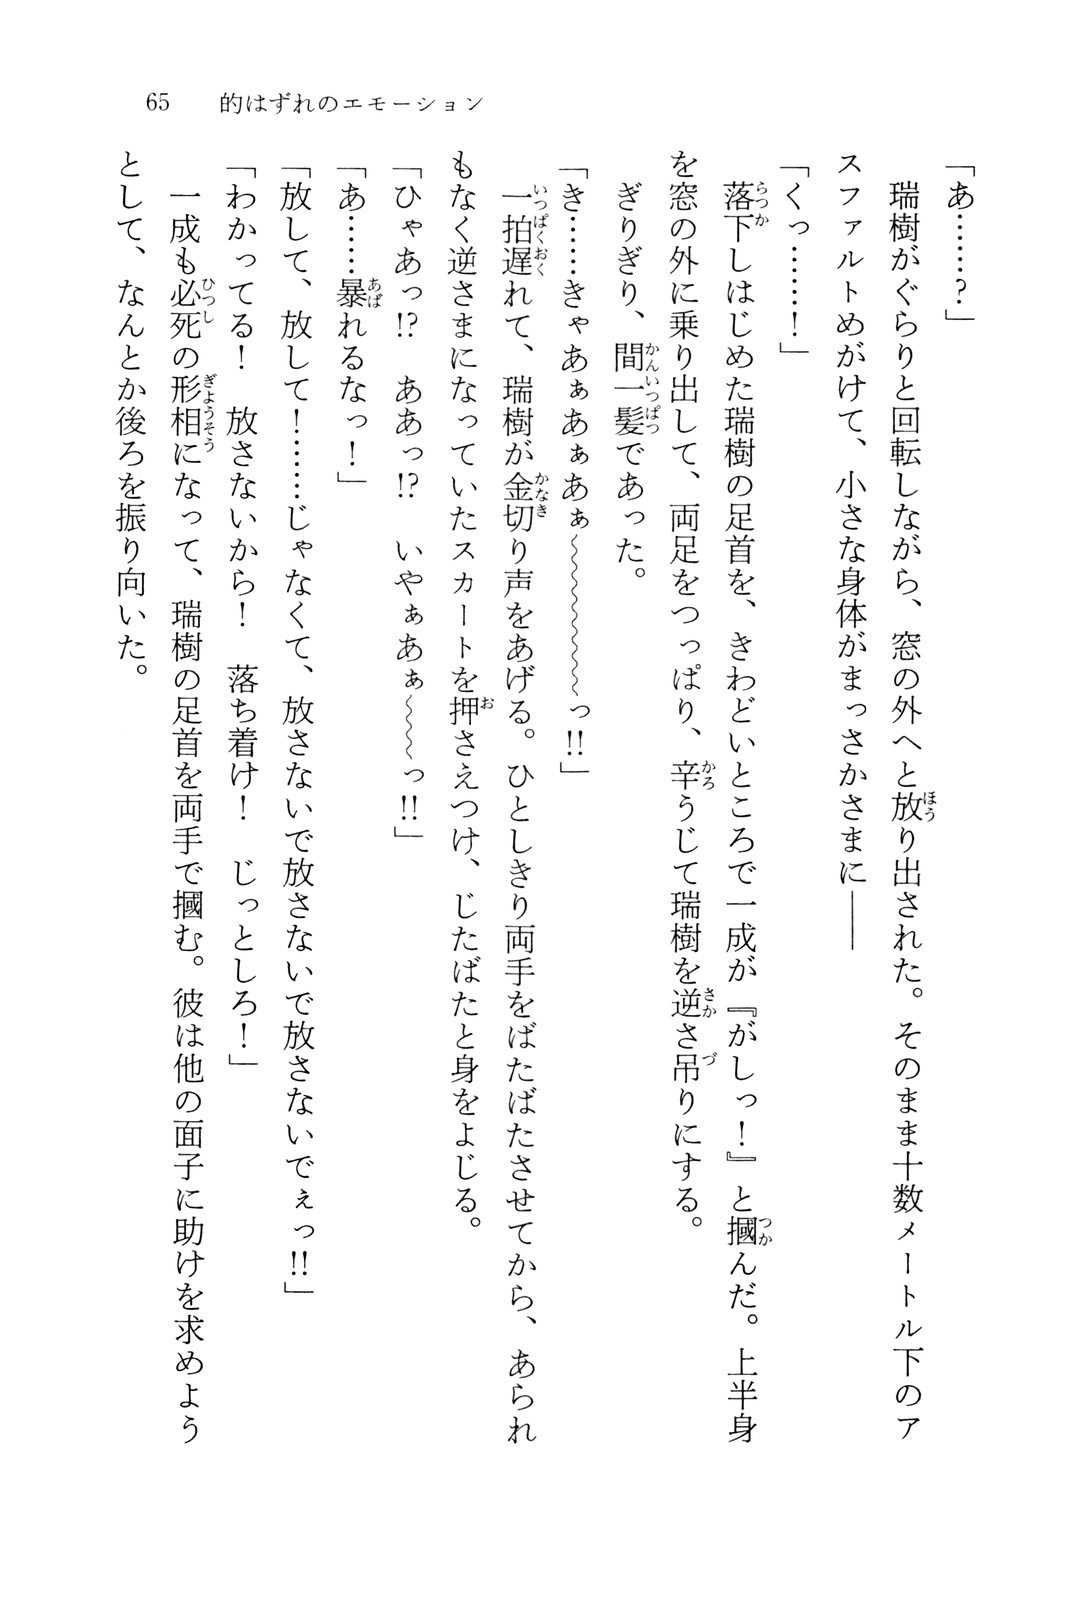 65　的はずれのエモーション
「あ……？」
　瑞樹がぐらりと回転しながら、窓の外へと放り出された。そのまま十数メートル下のア
スファルトめがけて、小さな身体がまっさかさまに――
「くっ……！」
　落下しはじめた瑞樹の足首を、きわどいところで一成が『がしっ！』と摑んだ。上半身
を窓の外に乗り出して、両足をつっぱり、辛うじて瑞樹を逆さ吊りにする。
　ぎりぎり、間一髪であった。
「き……きゃあぁあぁあぁ～～～～～～っ!!」
　一拍遅れて、瑞樹が金切り声をあげる。ひとしきり両手をばたばたさせてから、あられ
もなく逆さまになっていたスカートを押さえつけ、じたばたと身をよじる。
「ひゃあっ!?　ああっ!?　いやぁあぁ～～～っ!!」
「あ……暴れるなっ！」
「放して、放して！……じゃなくて、放さないで放さないで放さないでぇっ!!」
「わかってる！　放さないから！　落ち着け！　じっとしろ！」
　一成も必死の形相になって、瑞樹の足首を両手で摑む。彼は他の面子に助けを求めよう
として、なんとか後ろを振り向いた。